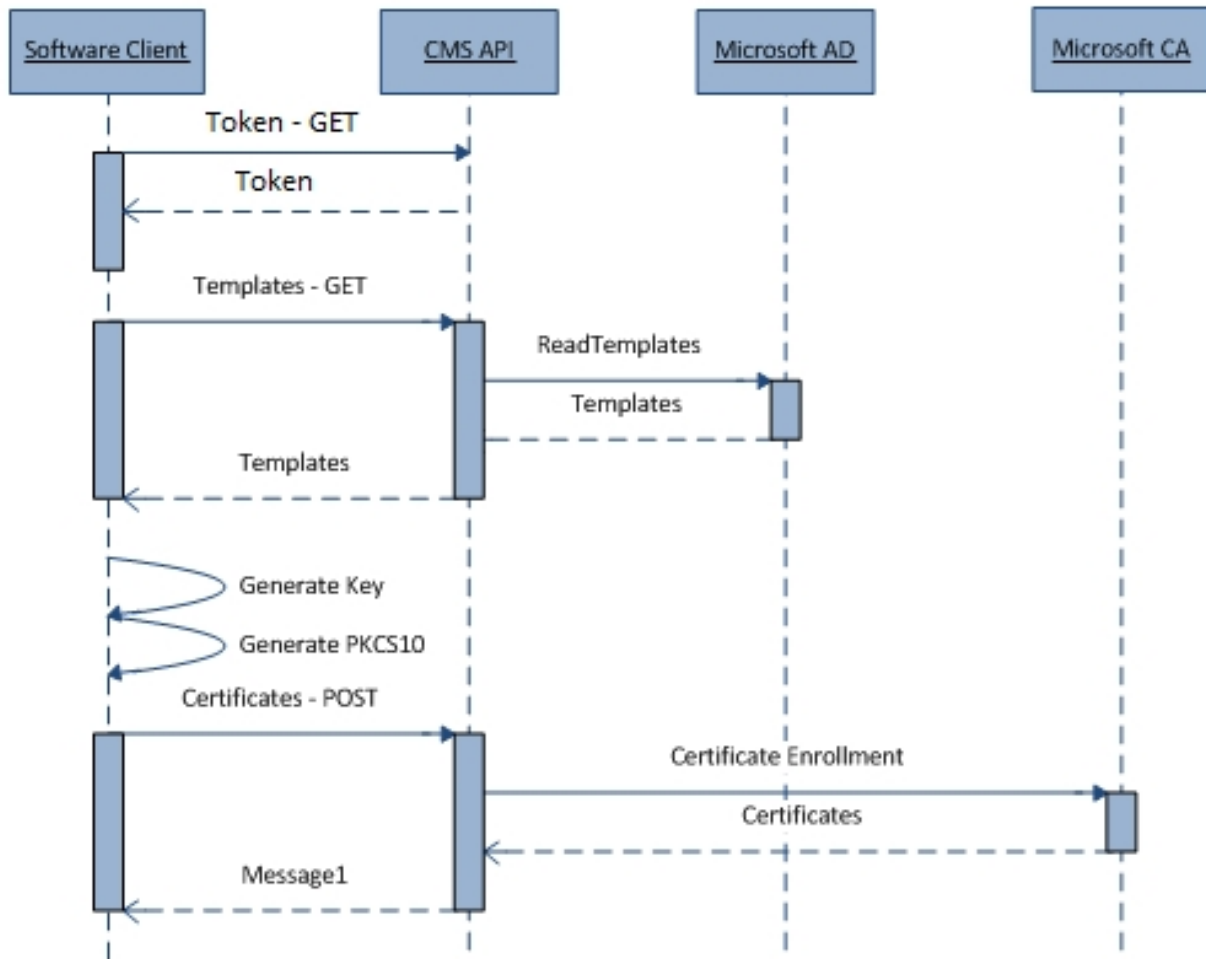 Software Client
CMS API
Microsoft AD
Microsoft CA
Token - GET
Token
Templates - GET
ReadTemplates
Templates
Templates
Generate Key
Generate PKCS10
Certificates - POST
Certificate Enrollment
Certificates
Message1